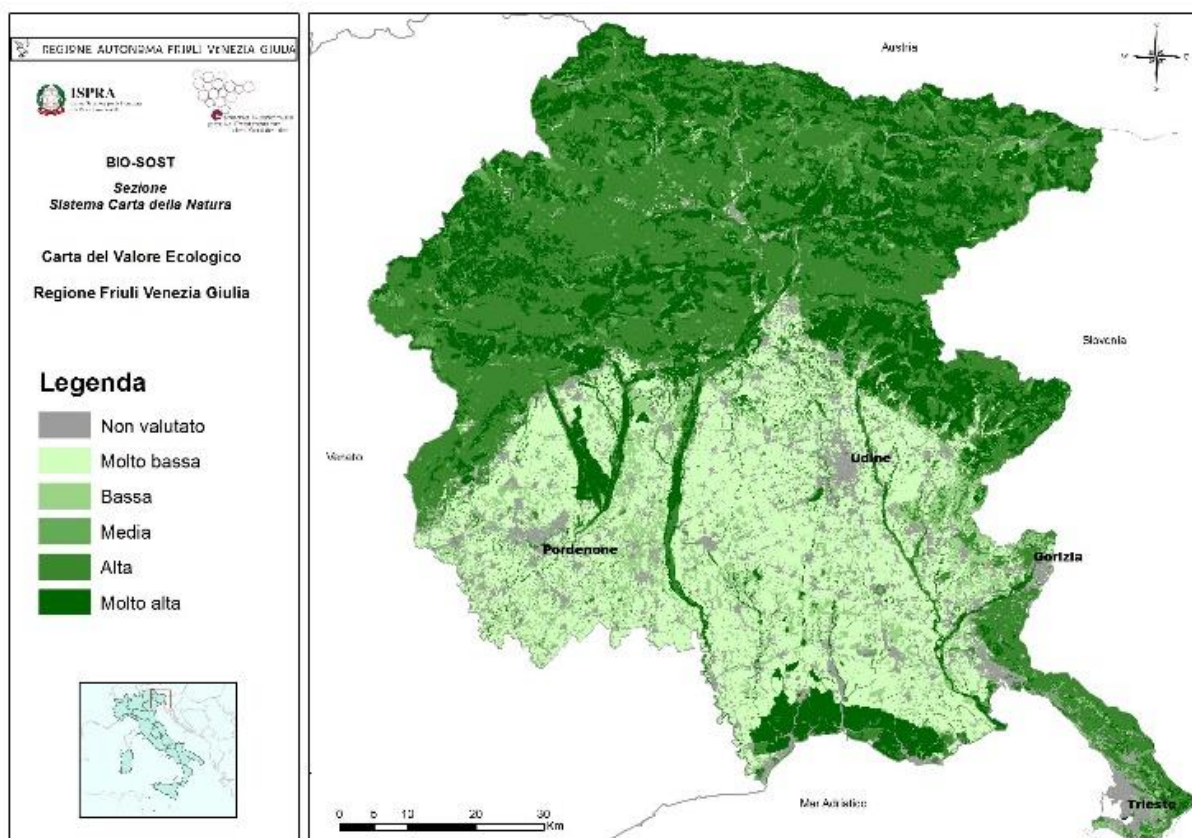 REGIONE AUTONOMA FRIULI VENEZIA GIULIA
ISPRA
BIO-SOST
Sezione
Sistema Carta della Natura
Carta del Valore Ecologico
Regione Friuli Venezia Giulia
Legenda
Non valutato
Molto bassa
Bassa
Media
Alta
Molto alta
Austria
Slovenia
Veneto
Udine
Pordenone
Gorizia
Mar Adriatico
Trieste
0 5 10 20 30
Km